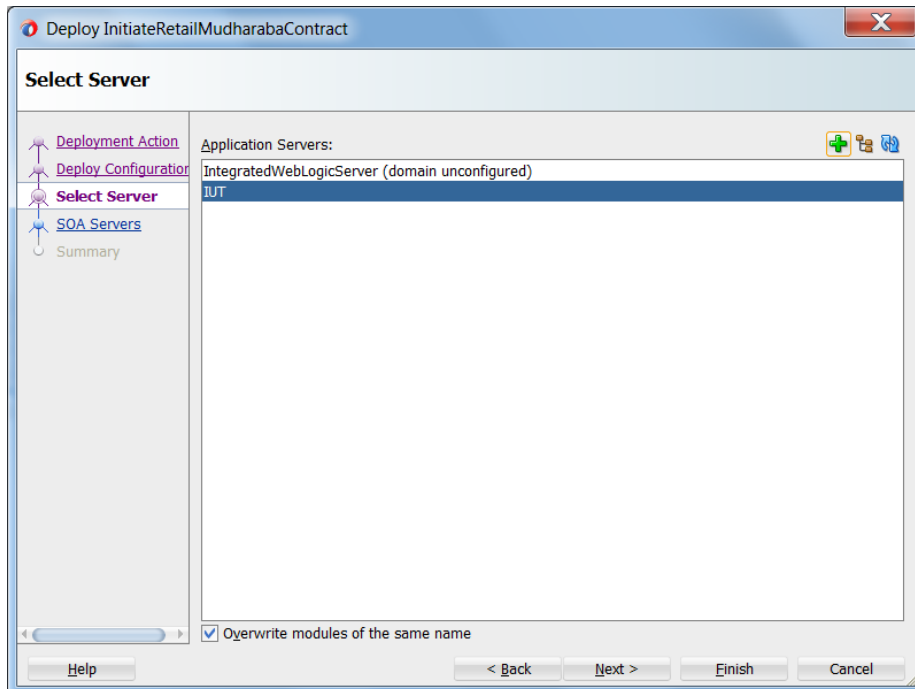 Deploy InitiateRetailMudharabaContract
Select Server
Deployment Action
Deploy Configuration
Select Server
SOA Servers
Summary
Application Servers:
IntegratedWebLogicServer (domain unconfigured)
IUT
Overwrite modules of the same name
Help
< Back
Next >
Finish
Cancel